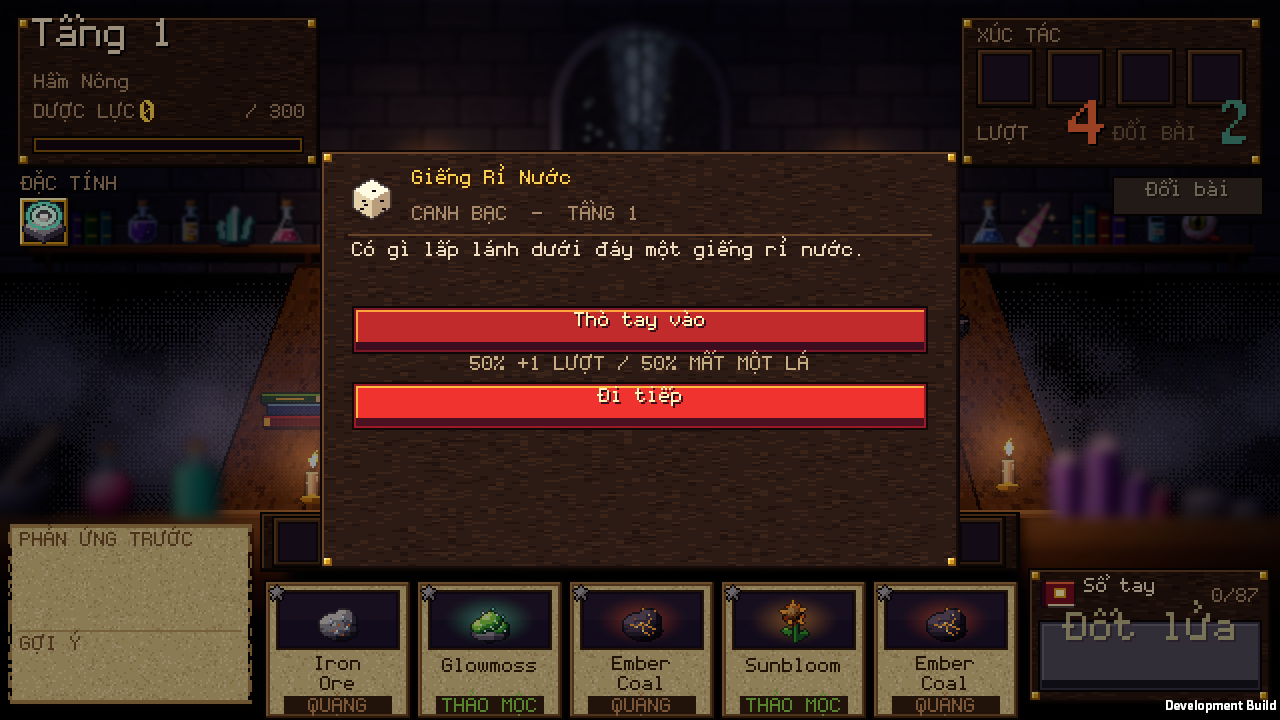 Tầng 1
Hầm Nông
DƯỢC LỰC 0 / 300
ĐẶC TÍNH
XÚC TÁC
LƯỢT 4 ĐỔI BÀI 2
Đổi bài
Giếng Rỉ Nước
CANH BẠC – TẦNG 1
Có gì lấp lánh dưới đáy một giếng rỉ nước.
Thò tay vào
50% +1 LƯỢT / 50% MẤT MỘT LÁ
Đi tiếp
PHẢN ỨNG TRƯỚC
GỢI Ý
Iron
Ore
QUẶNG
Glowmoss
THẢO MỘC
Ember
Coal
QUẶNG
Sunbloom
THẢO MỘC
Ember
Coal
QUẶNG
Sổ tay
0/87
Đốt lửa
Development Build